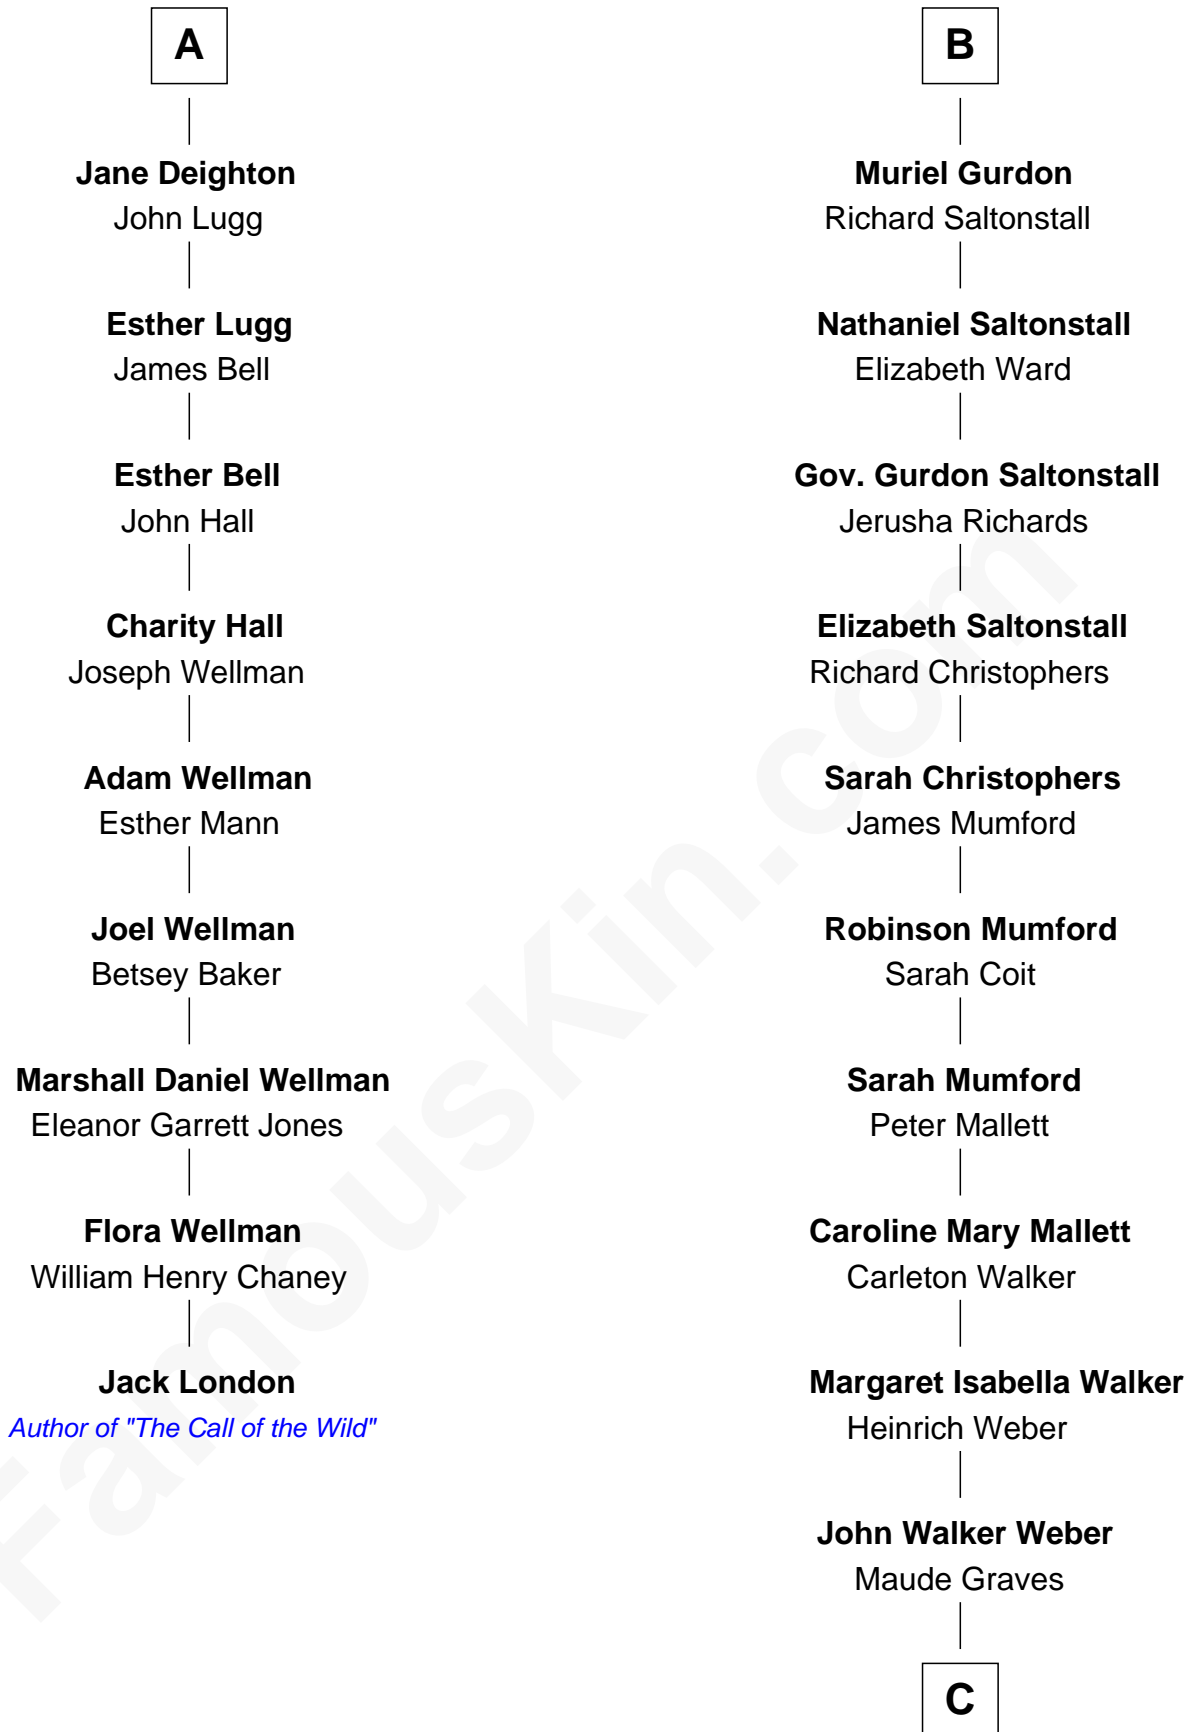 A
Jane Deighton
John Lugg
Esther Lugg
James Bell
Esther Bell
John Hall
Charity Hall
Joseph Wellman
Adam Wellman
Esther Mann
Joel Wellman
Betsey Baker
Marshall Daniel Wellman
Eleanor Garrett Jones
Flora Wellman
William Henry Chaney
Jack London
Author of "The Call of the Wild"
B
Muriel Gurdon
Richard Saltonstall
Nathaniel Saltonstall
Elizabeth Ward
Gov. Gurdon Saltonstall
Jerusha Richards
Elizabeth Saltonstall
Richard Christophers
Sarah Christophers
James Mumford
Robinson Mumford
Sarah Coit
Sarah Mumford
Peter Mallett
Caroline Mary Mallett
Carleton Walker
Margaret Isabella Walker
Heinrich Weber
John Walker Weber
Maude Graves
C
FamousKin.com